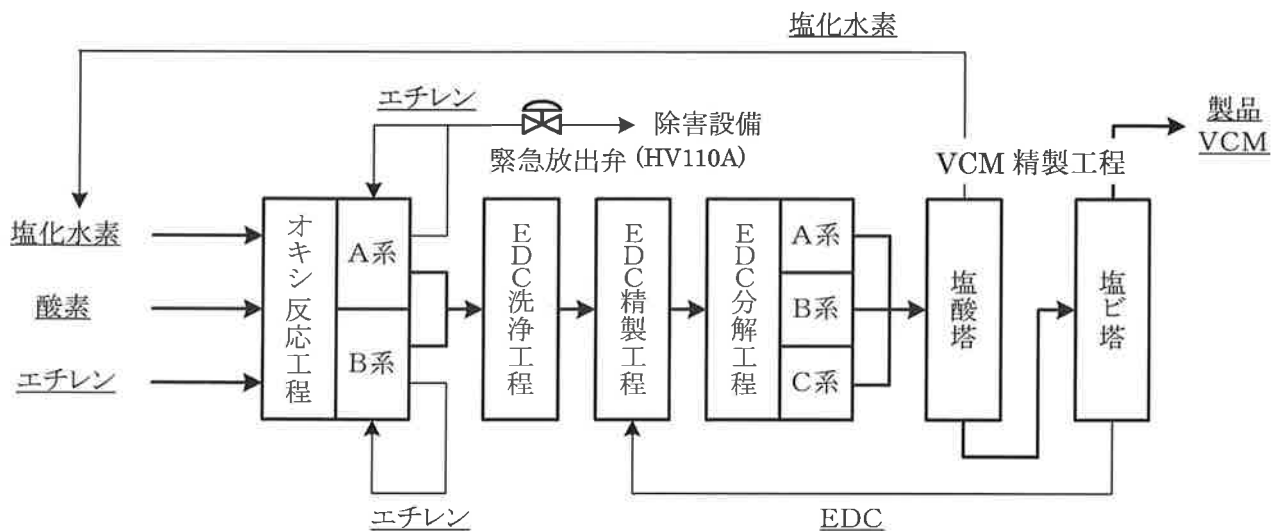 塩化水素
エチレン
除害設備
緊急放出弁 (HV110A)
製品
VCM
VCM 精製工程
塩化水素
酸素
エチレン
オキシ反応工程
A系
B系
EDC洗浄工程
EDC精製工程
EDC分解工程
A系
B系
C系
塩酸塔
塩ビ塔
エチレン
EDC